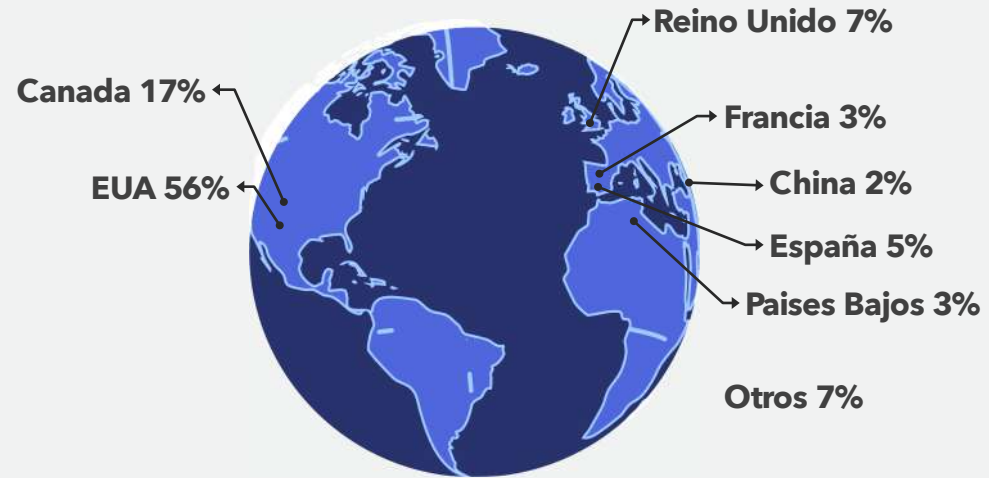 Reino Unido 7%
Canada 17%
Francia 3%
EUA 56%
China 2%
España 5%
Paises Bajos 3%
Otros 7%